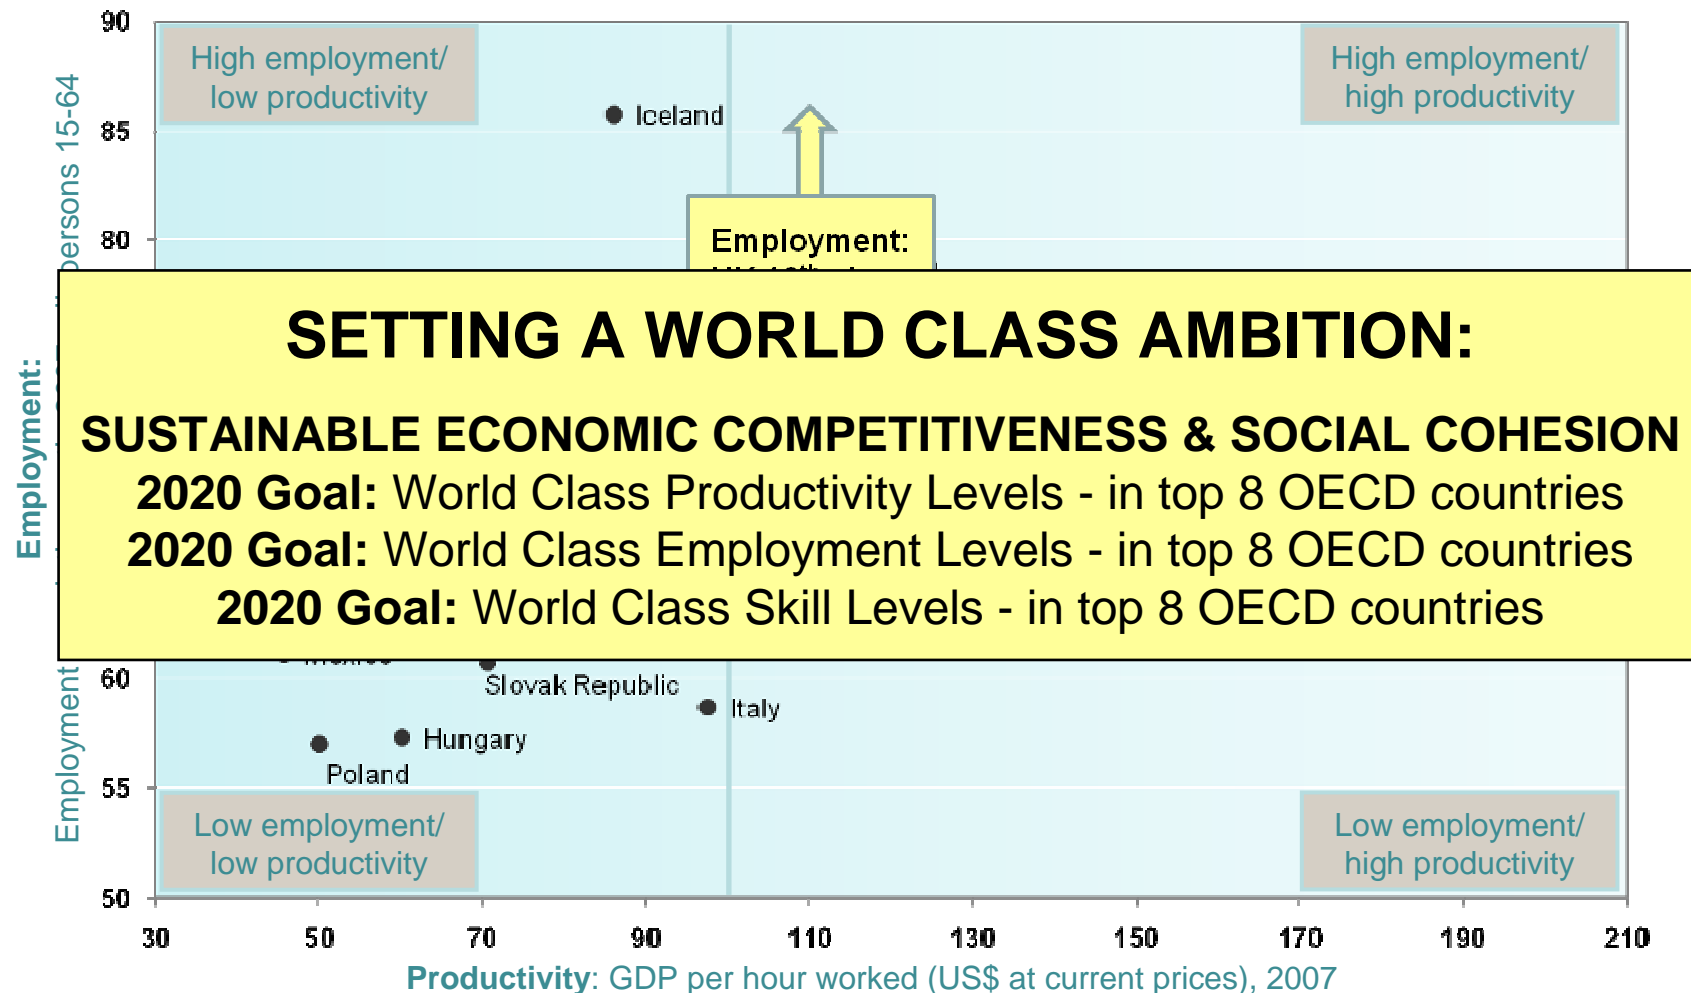 90
High employment/
low productivity
High employment/
high productivity
Iceland
85
80
Employment:
SETTING A WORLD CLASS AMBITION:
SUSTAINABLE ECONOMIC COMPETITIVENESS & SOCIAL COHESION
2020 Goal: World Class Productivity Levels - in top 8 OECD countries
2020 Goal: World Class Employment Levels - in top 8 OECD countries
2020 Goal: World Class Skill Levels - in top 8 OECD countries
Employment:
Employment
persons 15-64
Mexico
60
Slovak Republic
Italy
Hungary
Poland
55
Low employment/
low productivity
Low employment/
high productivity
50
30 50 70 90 110 130 150 170 190 210
Productivity: GDP per hour worked (US$ at current prices), 2007